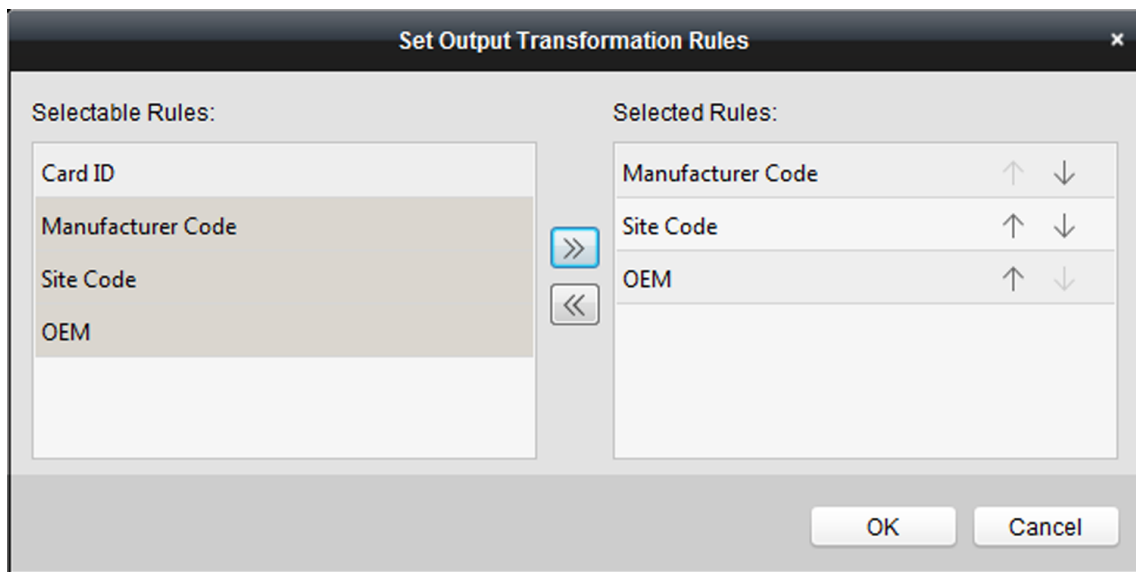 Set Output Transformation Rules
Selectable Rules:
Card ID
Manufacturer Code
Site Code
OEM
Selected Rules:
Manufacturer Code
Site Code
OEM
OK
Cancel